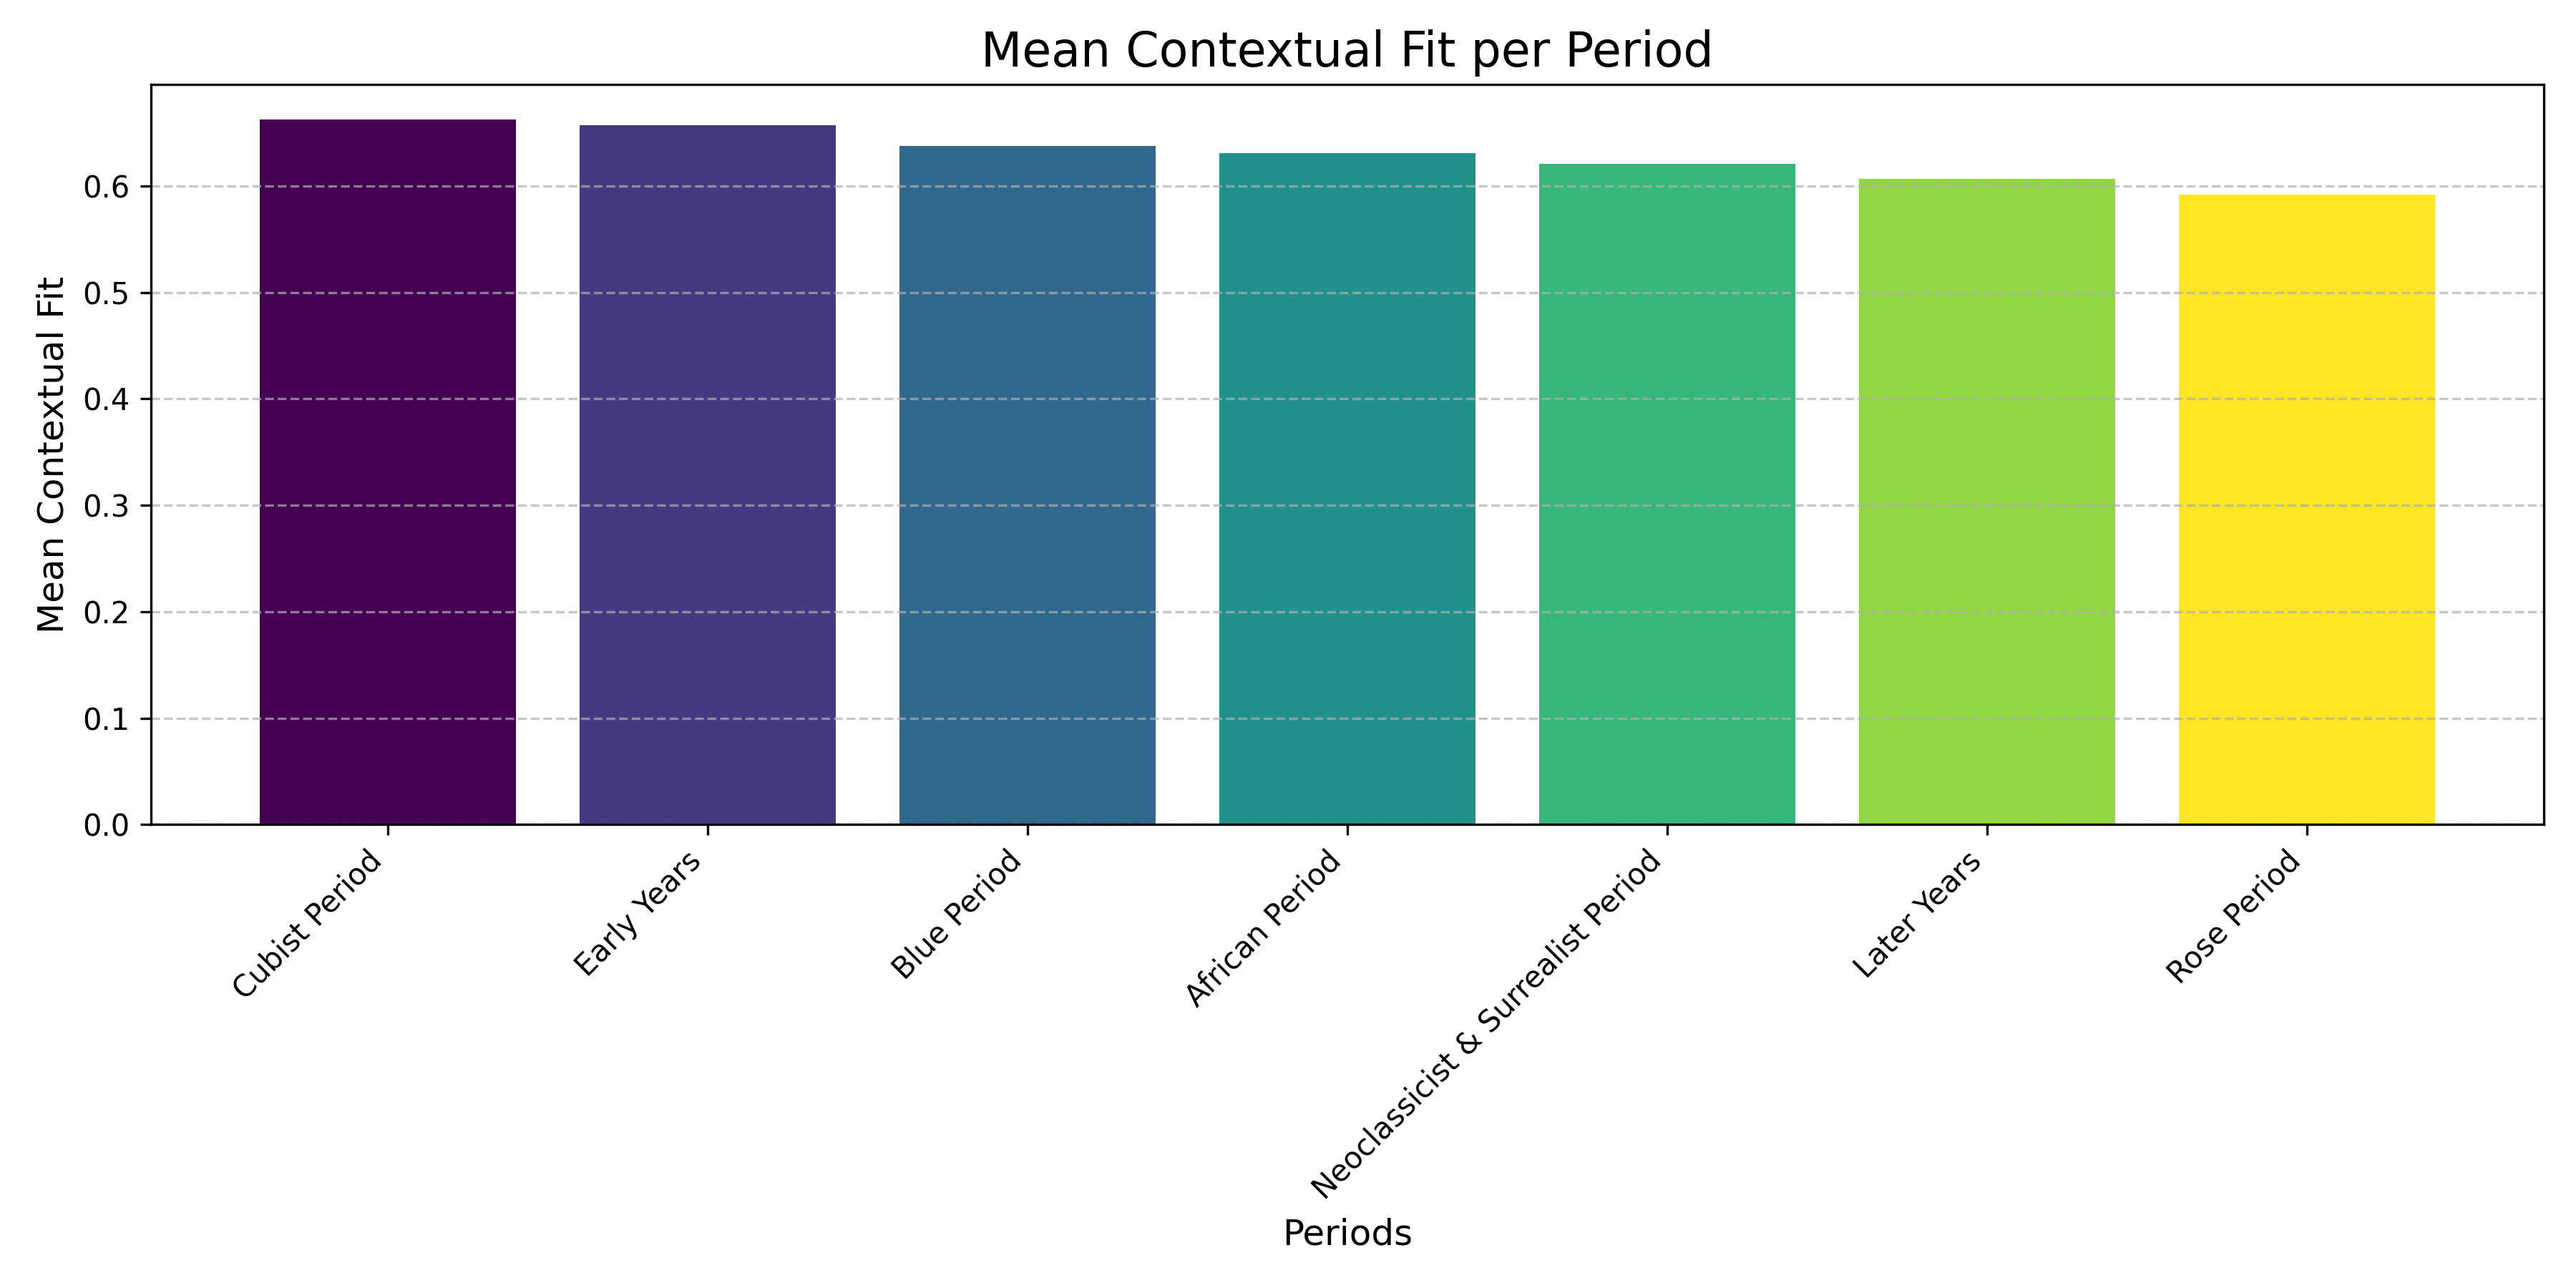 Mean Contextual Fit per Period
Mean Contextual Fit
0.6
0.5
0.4
0.3
0.2
0.1
0.0
Cubist Period
Early Years
Blue Period
African Period
Neoclassicist & Surrealist Period
Later Years
Rose Period
Periods